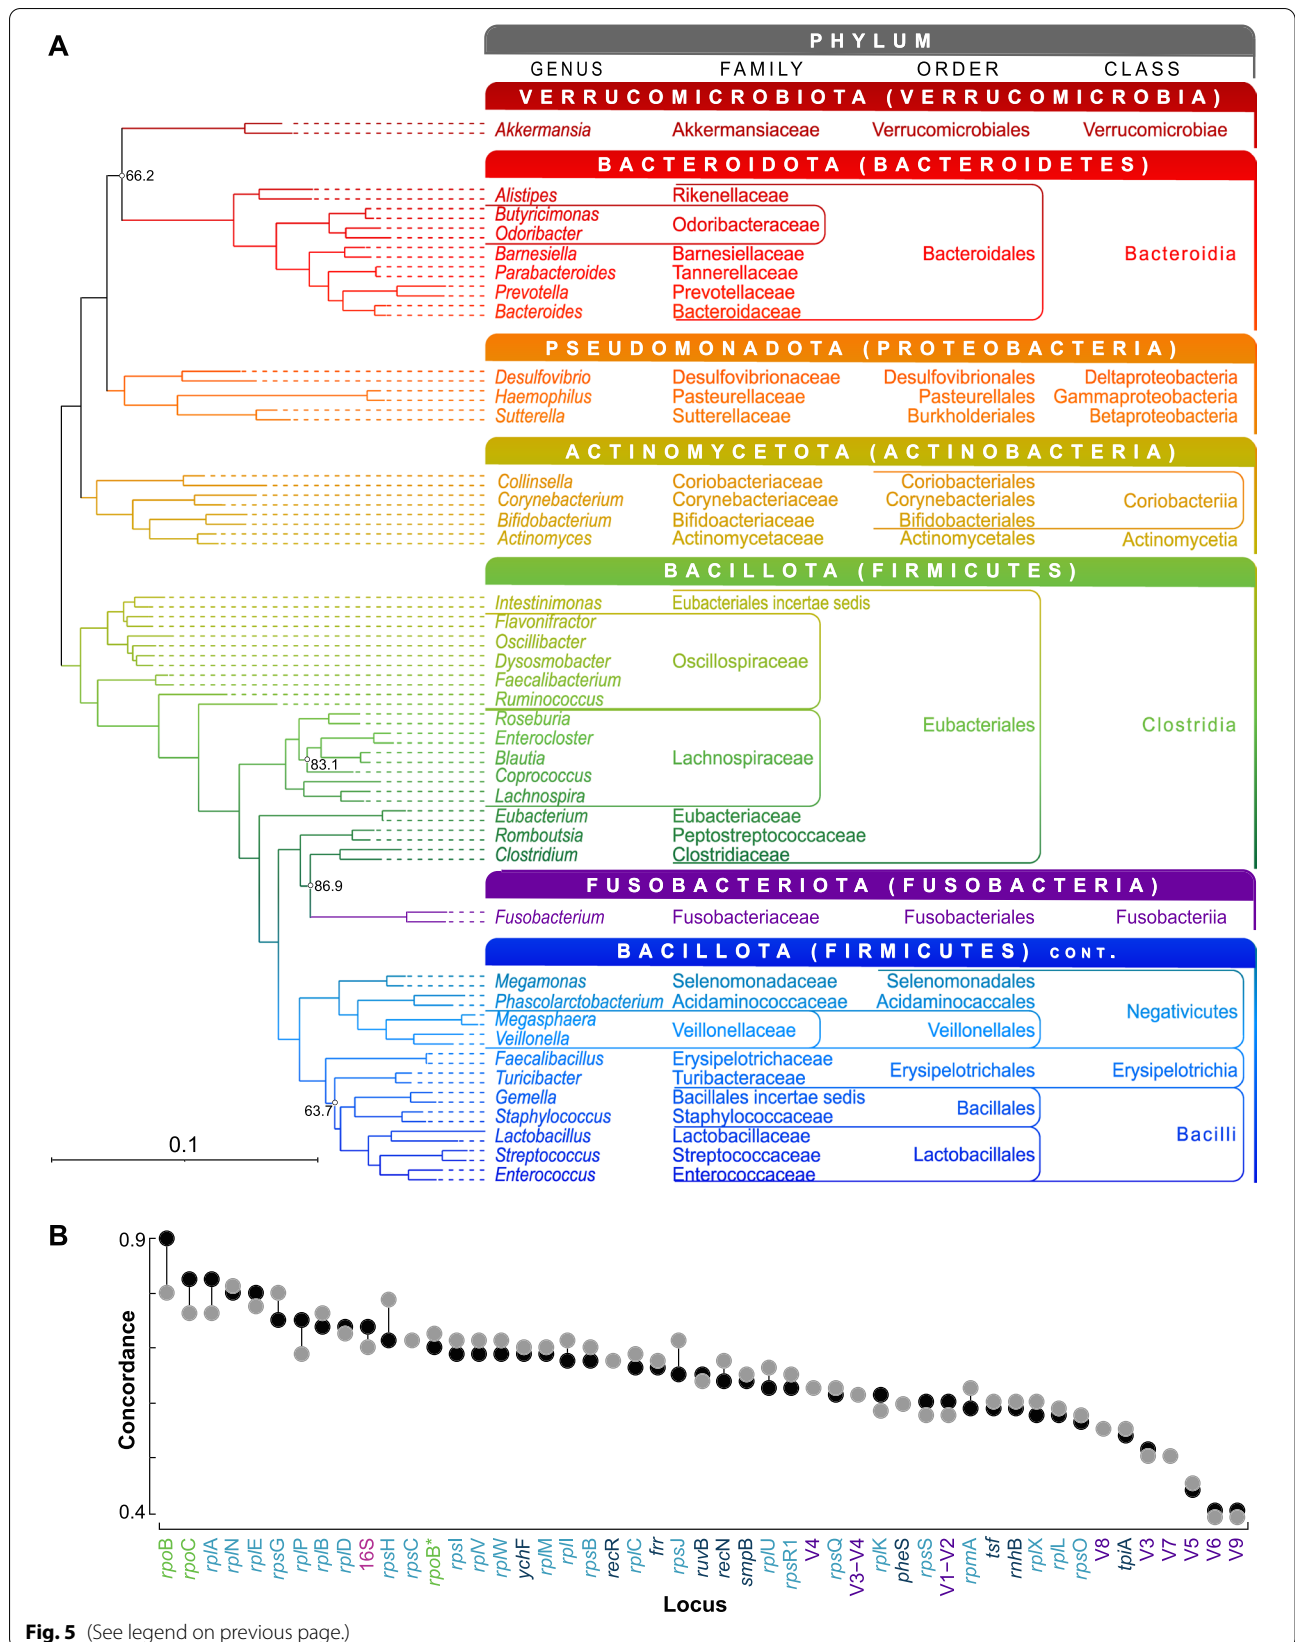 A
PHYLUM
GENUS FAMILY ORDER CLASS
VERRUCOMICROBIOTA (VERRUCOMICROBIA)
Akkermansia Akkermansiaceae Verrucomicrobiales Verrucomicrobiae
66.2
BACTEROIDOTA (BACTEROIDETES)
Alistipes Rikenellaceae
Butyricimonas
Odoribacteraceae
Odoribacter
Barnesiella Barnesiellaceae Bacteroidales Bacteroidia
Parabacteroides Tannerellaceae
Prevotella Prevotellaceae
Bacteroides Bacteroidaceae
PSEUDOMONADOTA (PROTEOBACTERIA)
Desulfovibrio Desulfovibrionaceae Desulfovibrionales Deltaproteobacteria
Haemophilus Pasteurellaceae Pasteurellales Gammaproteobacteria
Sutterella Sutterellaceae Burkholderiales Betaproteobacteria
ACTINOMYCETOTA (ACTINOBACTERIA)
Collinsella Coriobacteriaceae Coriobacteriales
Corynebacterium Corynebacteriaceae Corynebacteriales Coriobacteriia
Bifidobacterium Bifidoacteriaceae Bifidobacteriales
Actinomyces Actinomycetaceae Actinomycetales Actinomycetia
BACILLOTA (FIRMICUTES)
Intestinimonas Eubacteriales incertae sedis
Flavonifractor
Oscillibacter
Dysosmobacter Oscillospiraceae
Faecalibacterium
Ruminococcus
Roseburia
Eubacteriales Clostridia
Enterocloster
Blautia Lachnospiraceae
83.1
Coprococcus
Lachnospira
Eubacterium Eubacteriaceae
Romboutsia Peptostreptococcaceae
Clostridium Clostridiaceae
86.9
FUSOBACTERIOTA (FUSOBACTERIA)
Fusobacterium Fusobacteriaceae Fusobacteriales Fusobacteriia
BACILLOTA (FIRMICUTES) CONT.
Megamonas Selenomonadaceae Selenomonadales
Phascolarctobacterium Acidaminococcaceae Acidaminocaccales
Negativicutes
Megasphaera
Veillonellaceae Veillonellales
Veillonella
Faecalibacillus Erysipelotrichaceae
Erysipelotrichales Erysipelotrichia
Turicibacter Turibacteraceae
Gemella Bacillales incertae sedis
63.7
Bacillales
Staphylococcus Staphylococcaceae
Lactobacillus Lactobacillaceae Bacilli
0.1
Streptococcus Streptococcaceae Lactobacillales
Enterococcus Enterococcaceae
B
0.9
Concordance
0.4
rpoB rpoC rplA rplN rplE rpsG rplP rplB rplD 16S rpsH rpsC rpoB* rpsI rplV rplW ychF rplM rplI rpsB recR rplC frr rpsJ ruvB recN smpB rplU rpsR1 V4 rpsQ V3–V4 rplK pheS rpsS V1–V2 rpmA tsf rnhB rplX rplL rpsO V8 tpiA V3 V7 V5 V6 V9
Locus
Fig. 5 (See legend on previous page.)